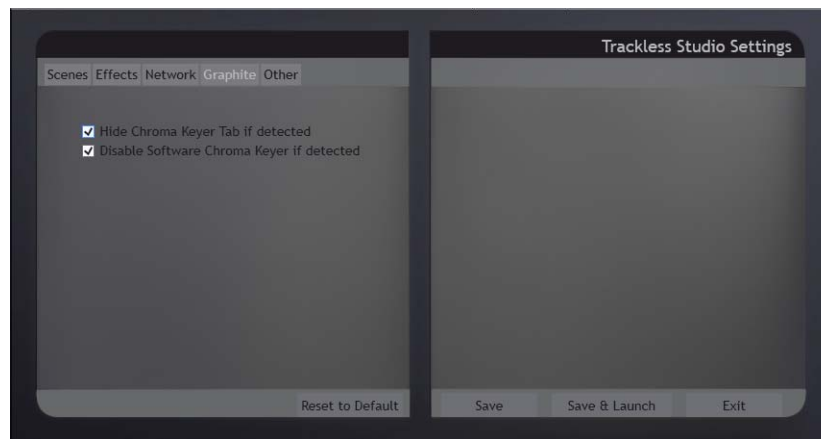 Trackless Studio Settings
Scenes Effects Network Graphite Other
Hide Chroma Keyer Tab if detected
Disable Software Chroma Keyer if detected
Reset to Default
Save Save & Launch Exit